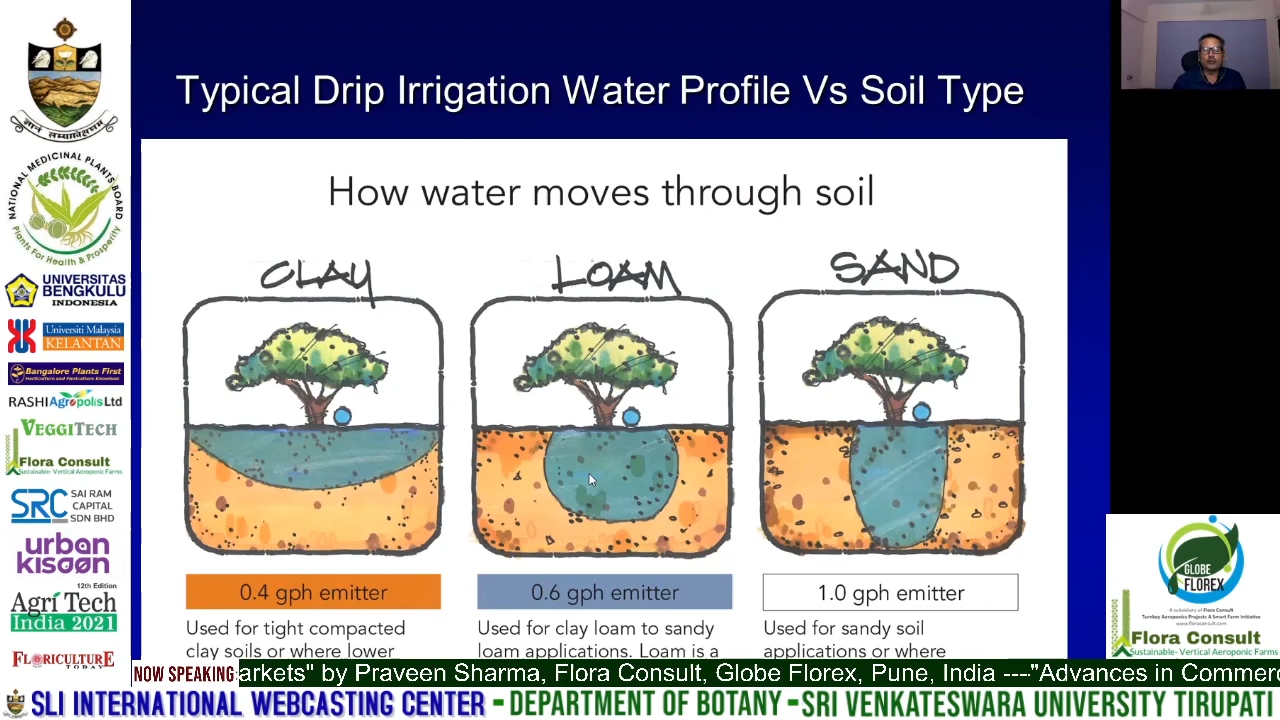 Typical Drip Irrigation Water Profile Vs Soil Type
How water moves through soil
CLAY
LOAM
SAND
0.4 gph emitter
0.6 gph emitter
1.0 gph emitter
Used for tight compacted
clay soils or where lower
Used for clay loam to sandy
loam applications. Loam is a
Used for sandy soil
applications or where
NATIONAL MEDICINAL PLANTS BOARD
Plants For Health & Prosperity
UNIVERSITAS
BENGKULU
INDONESIA
Universiti Malaysia
KELANTAN
Bangalore Plants First
Horticulture and Floriculture Knowhow
RASHI Agropolis Ltd
VEGGITECH
Flora Consult
Sustainable- Vertical Aeroponic Farms
SRC SAI RAM
CAPITAL
SDN BHD
urban
kisaan
12th Edition
Agri Tech
India 2021
FLORICULTURE
TODAY
GLOBE
FLOREX
A subsidiary of Flora Consult
Turnkey Aeroponics Projects & Smart Farm Initiative
www.floraconsult.com
Flora Consult
Sustainable- Vertical Aeroponic Farms
NOW SPEAKING arkets" by Praveen Sharma, Flora Consult, Globe Florex, Pune, India ---"Advances in Commerc
SLI INTERNATIONAL WEBCASTING CENTER - DEPARTMENT OF BOTANY - SRI VENKATESWARA UNIVERSITY TIRUPATI